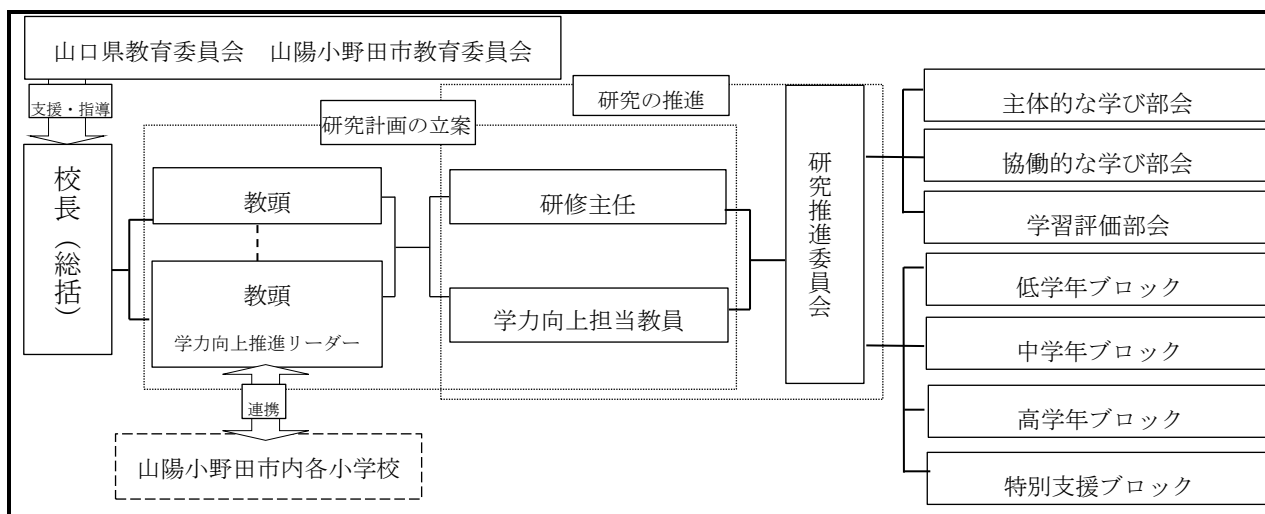 山口県教育委員会　山陽小野田市教育委員会
支援・指導
校長（総括）
研究計画の立案
研究の推進
教頭
教頭
学力向上推進リーダー
連携
山陽小野田市内各小学校
研修主任
学力向上担当教員
研究推進委員会
主体的な学び部会
協働的な学び部会
学習評価部会
低学年ブロック
中学年ブロック
高学年ブロック
特別支援ブロック